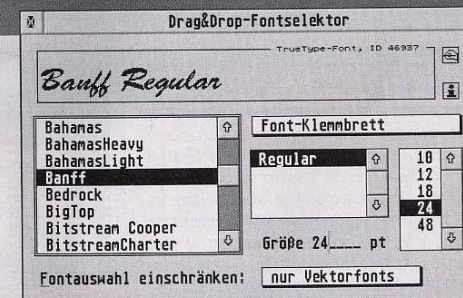 Drag&Drop-Fontselektor
TrueType-Font, ID 46937
Banff Regular
Bahamas
BahamasHeavy
BahamasLight
Banff
Bedrock
BigTop
Bitstream Cooper
BitstreamCharter
Font-Klemmbrett
Regular
10
12
18
24
48
Größe 24____ pt
Fontauswahl einschränken: nur Vektorfonts